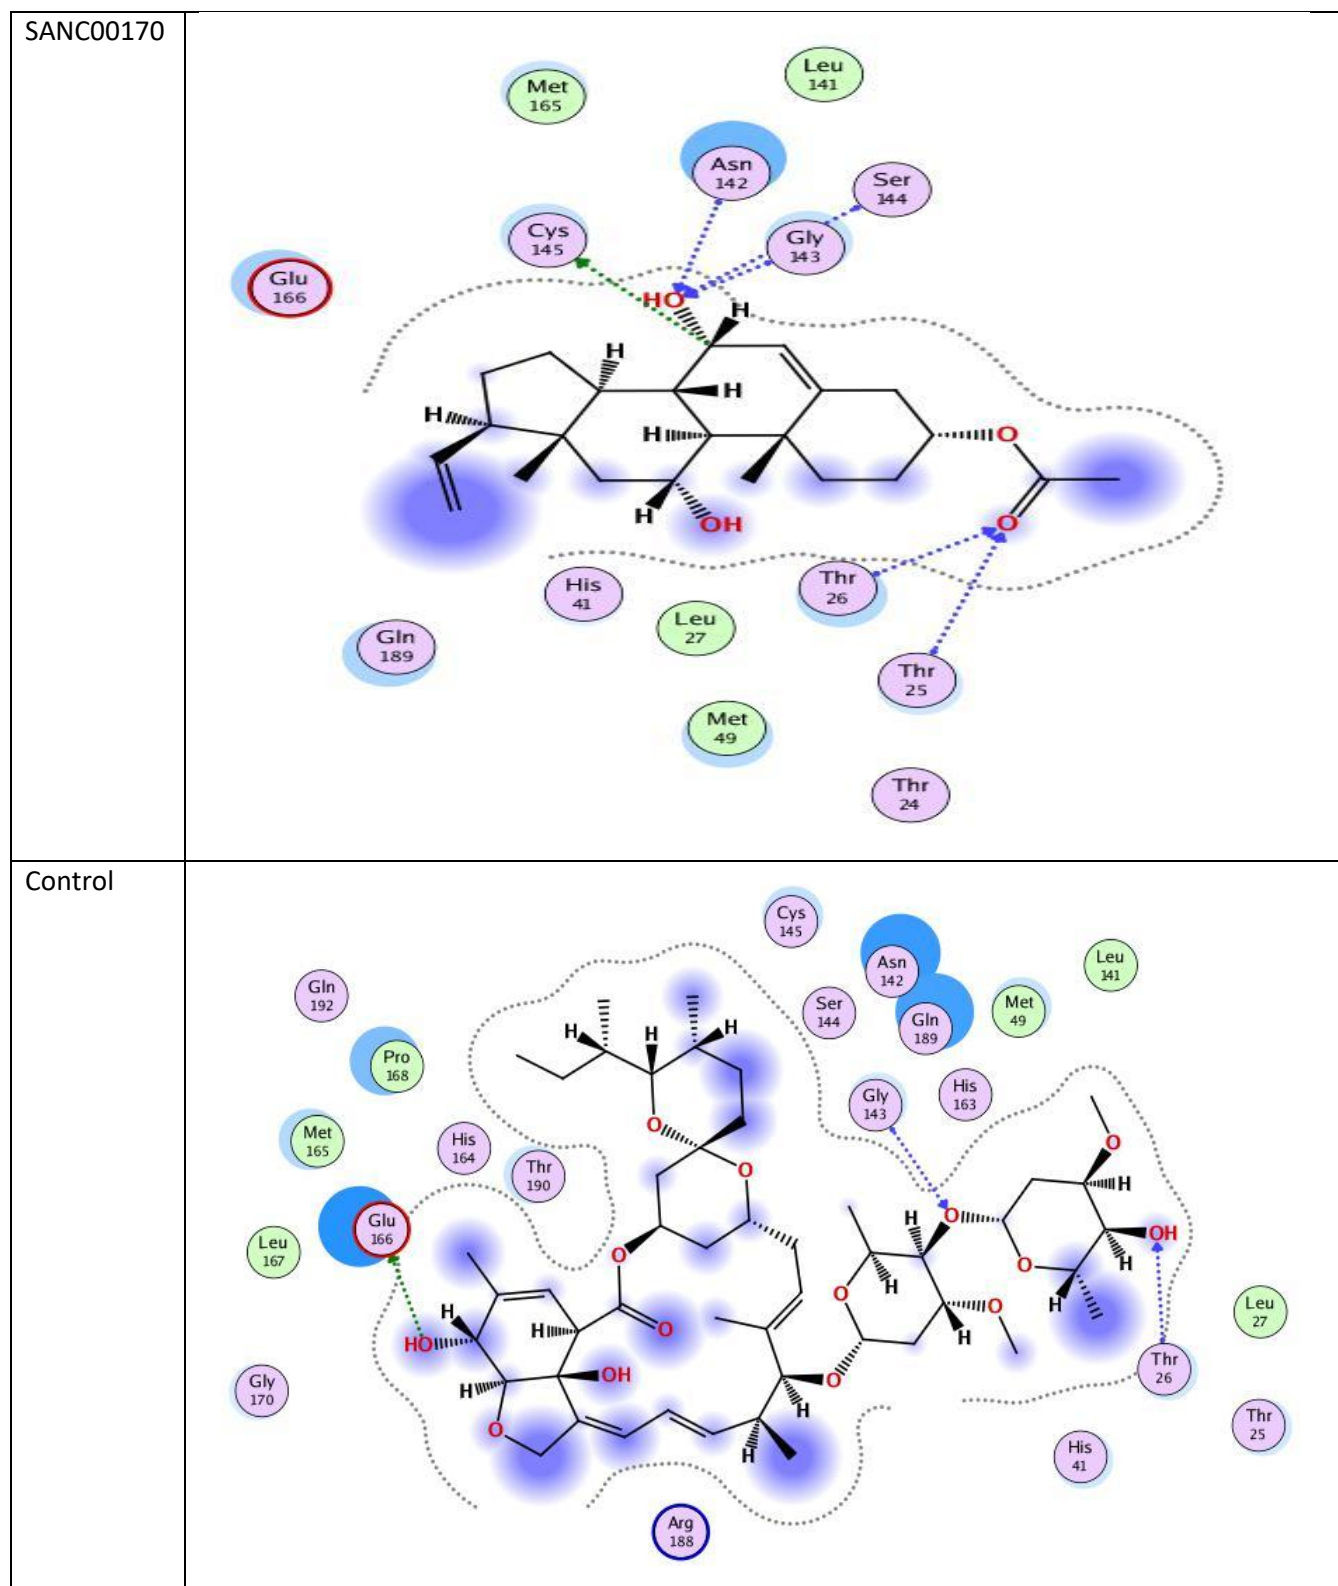 SANC00170
Leu
141
Met
165
Asn
142
Ser
144
Cys
145
Gly
143
Glu
166
HO
H
H
H
H
H
O
H
OH
O
His
41
Thr
26
Leu
27
Gln
189
Thr
25
Met
49
Thr
24
Control
Cys
145
Asn
142
Leu
141
Gln
192
Ser
144
Gln
189
Met
49
Pro
168
H
H
H
Gly
143
His
163
Met
165
His
164
Thr
190
O
O
O
H
Glu
166
Leu
167
O
H
O
O
H
OH
H
O
H
HO
H
O
O
O
H
H
H
O
H
OH
O
H
Leu
27
Thr
26
Gly
170
O
H
H
Thr
25
His
41
Arg
188